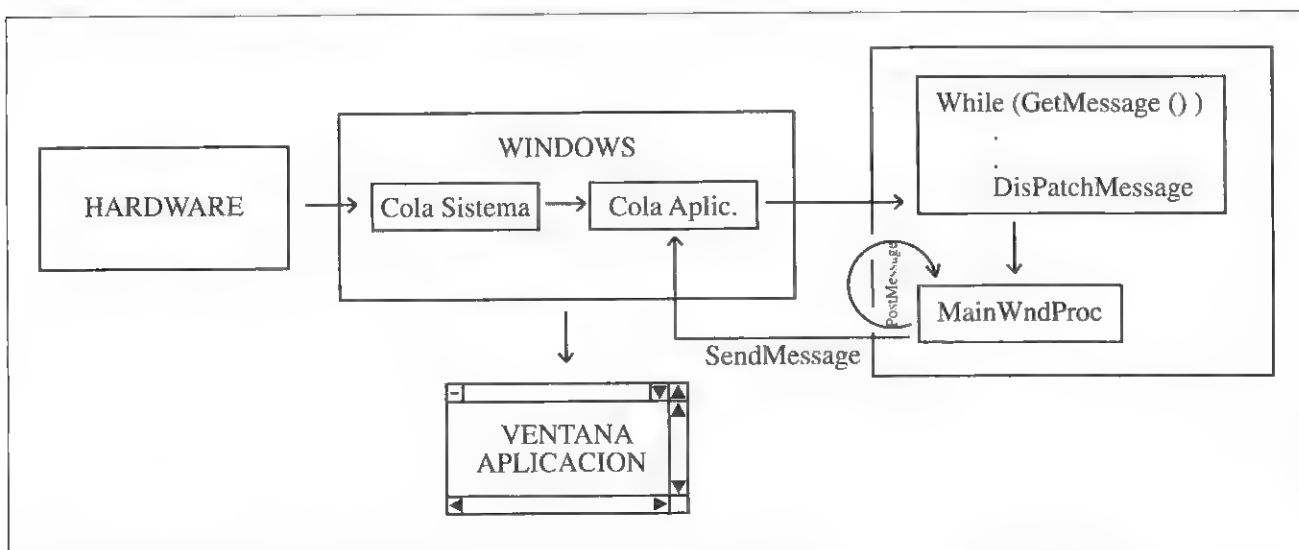 HARDWARE
WINDOWS
Cola Sistema
Cola Aplic.
While (GetMessage () )
.
.
DisPatchMessage
PostMessage
MainWndProc
SendMessage
VENTANA
APLICACION